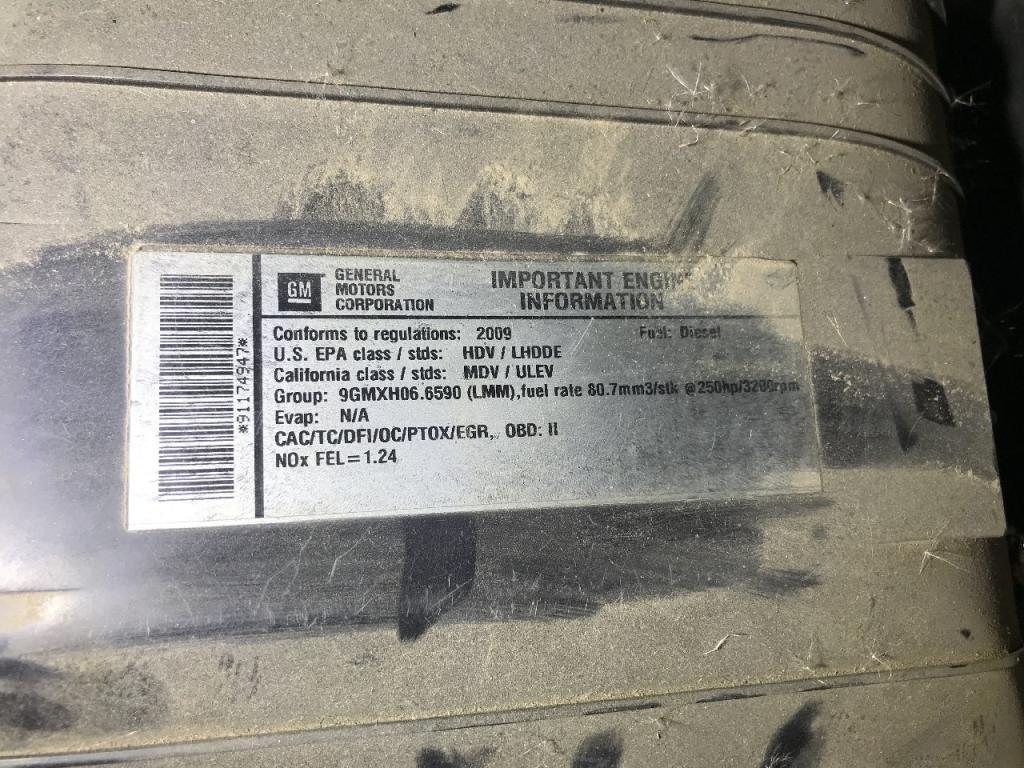 *91174947*
GM
GENERAL
MOTORS
CORPORATION
IMPORTANT ENGINE
INFORMATION
Conforms to regulations: 2009 Fuel: Diesel
U.S. EPA class / stds: HDV / LHDDE
California class / stds: MDV / ULEV
Group: 9GMXH06.6590 (LMM),fuel rate 80.7mm3/stk @250hp/3200rpm
Evap: N/A
CAC/TC/DFI/OC/PTOX/EGR, OBD: II
NOx FEL=1.24